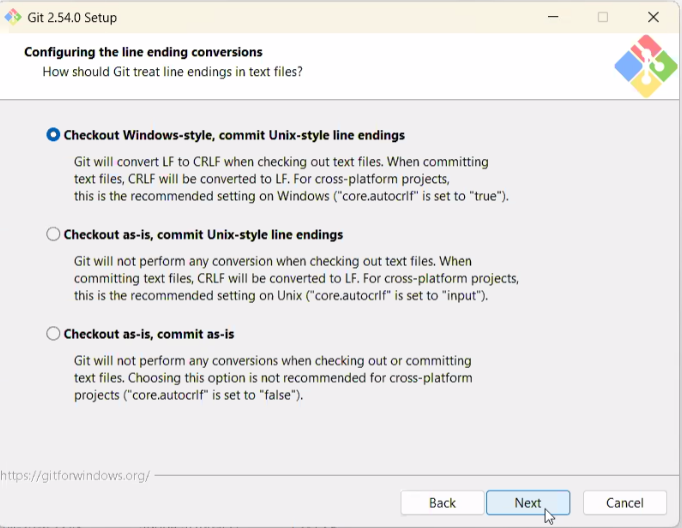 Git 2.54.0 Setup
Configuring the line ending conversions
How should Git treat line endings in text files?
Checkout Windows-style, commit Unix-style line endings
Git will convert LF to CRLF when checking out text files. When committing
text files, CRLF will be converted to LF. For cross-platform projects,
this is the recommended setting on Windows ("core.autocrlf" is set to "true").
Checkout as-is, commit Unix-style line endings
Git will not perform any conversion when checking out text files. When
committing text files, CRLF will be converted to LF. For cross-platform projects,
this is the recommended setting on Unix ("core.autocrlf" is set to "input").
Checkout as-is, commit as-is
Git will not perform any conversions when checking out or committing
text files. Choosing this option is not recommended for cross-platform
projects ("core.autocrlf" is set to "false").
https://gitforwindows.org/
Back Next Cancel